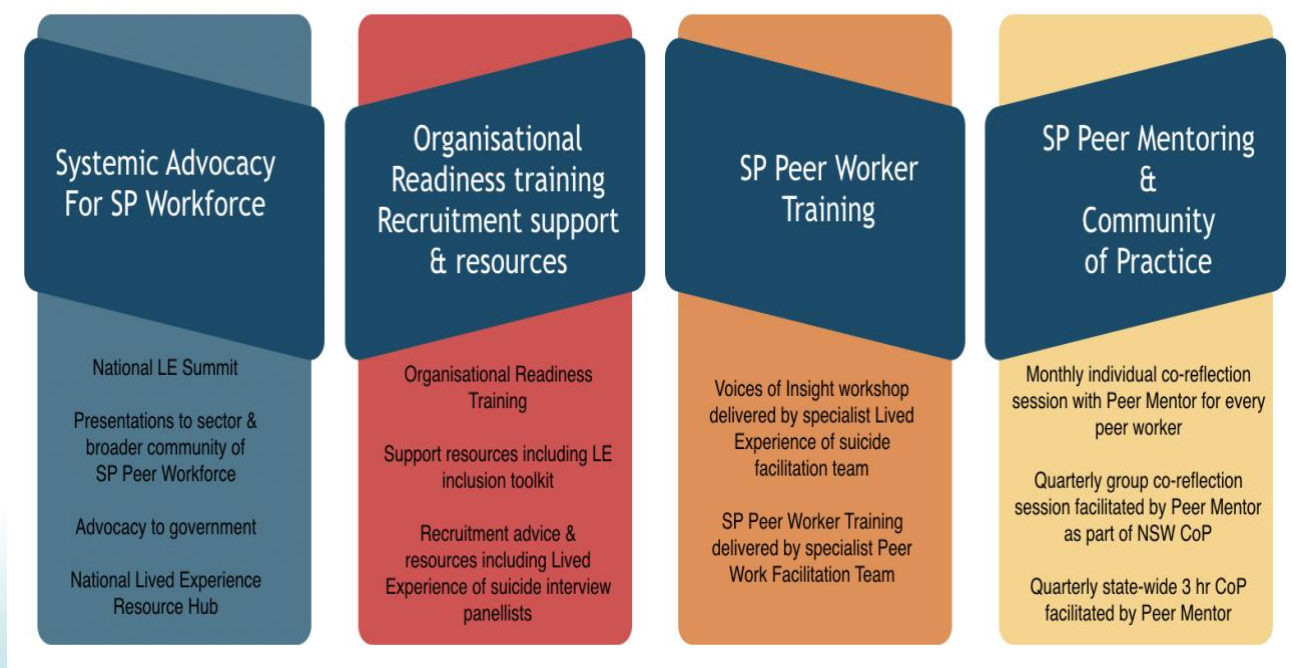 Systemic Advocacy
For SP Workforce
National LE Summit
Presentations to sector &
broader community of
SP Peer Workforce
Advocacy to government
National Lived Experience
Resource Hub
Organisational
Readiness training
Recruitment support
& resources
Organisational Readiness
Training
Support resources including LE
inclusion toolkit
Recruitment advice &
resources including Lived
Experience of suicide interview
panellists
SP Peer Worker
Training
Voices of Insight workshop
delivered by specialist Lived
Experience of suicide
facilitation team
SP Peer Worker Training
delivered by specialist Peer
Work Facilitation Team
SP Peer Mentoring
&
Community
of Practice
Monthly individual co-reflection
session with Peer Mentor for every
peer worker
Quarterly group co-reflection
session facilitated by Peer Mentor
as part of NSW CoP
Quarterly state-wide 3 hr CoP
facilitated by Peer Mentor